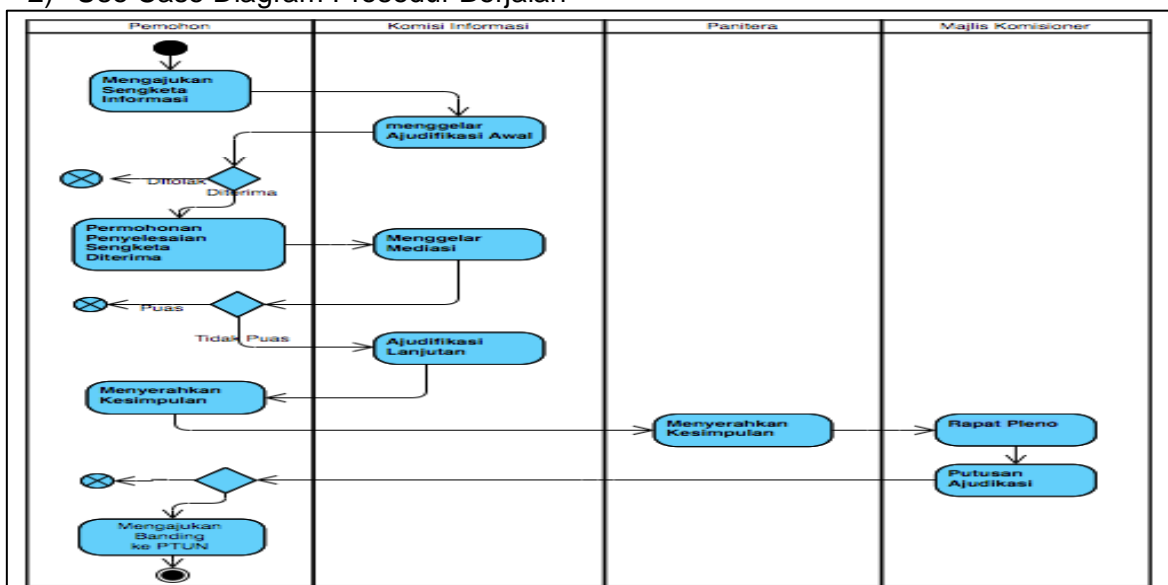 2) Use Case Diagram Prosedur Berjalan
Pemohon
Komisi Informasi
Panitera
Majlis Komisioner
Mengajukan
Sengketa
Informasi
menggelar
Ajudifikasi Awal
Ditolak
Diterima
Permohonan
Penyelesaian
Sengketa
Diterima
Menggelar
Mediasi
Puas
Tidak Puas
Ajudifikasi
Lanjutan
Menyerahkan
Kesimpulan
Menyerahkan
Kesimpulan
Rapat Pleno
Putusan
Ajudikasi
Mengajukan
Banding
ke PTUN